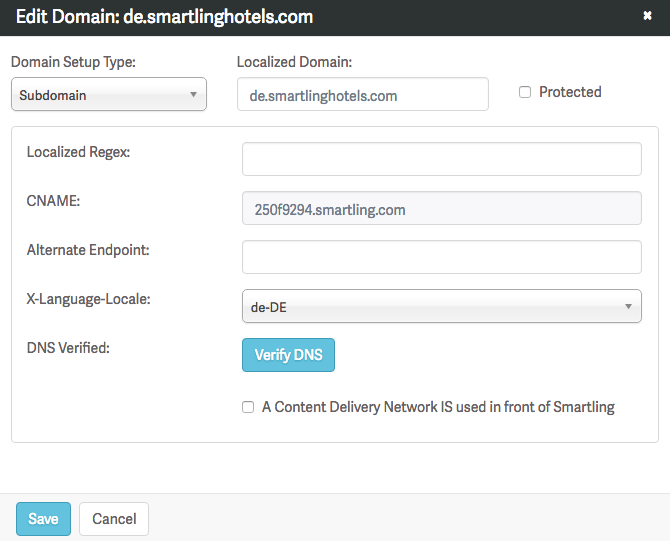 Edit Domain: de.smartlinghotels.com
Domain Setup Type:
Localized Domain:
Subdomain
de.smartlinghotels.com
Protected
Localized Regex:
CNAME:
250f9294.smartling.com
Alternate Endpoint:
X-Language-Locale:
de-DE
DNS Verified:
Verify DNS
A Content Delivery Network IS used in front of Smartling
Save
Cancel